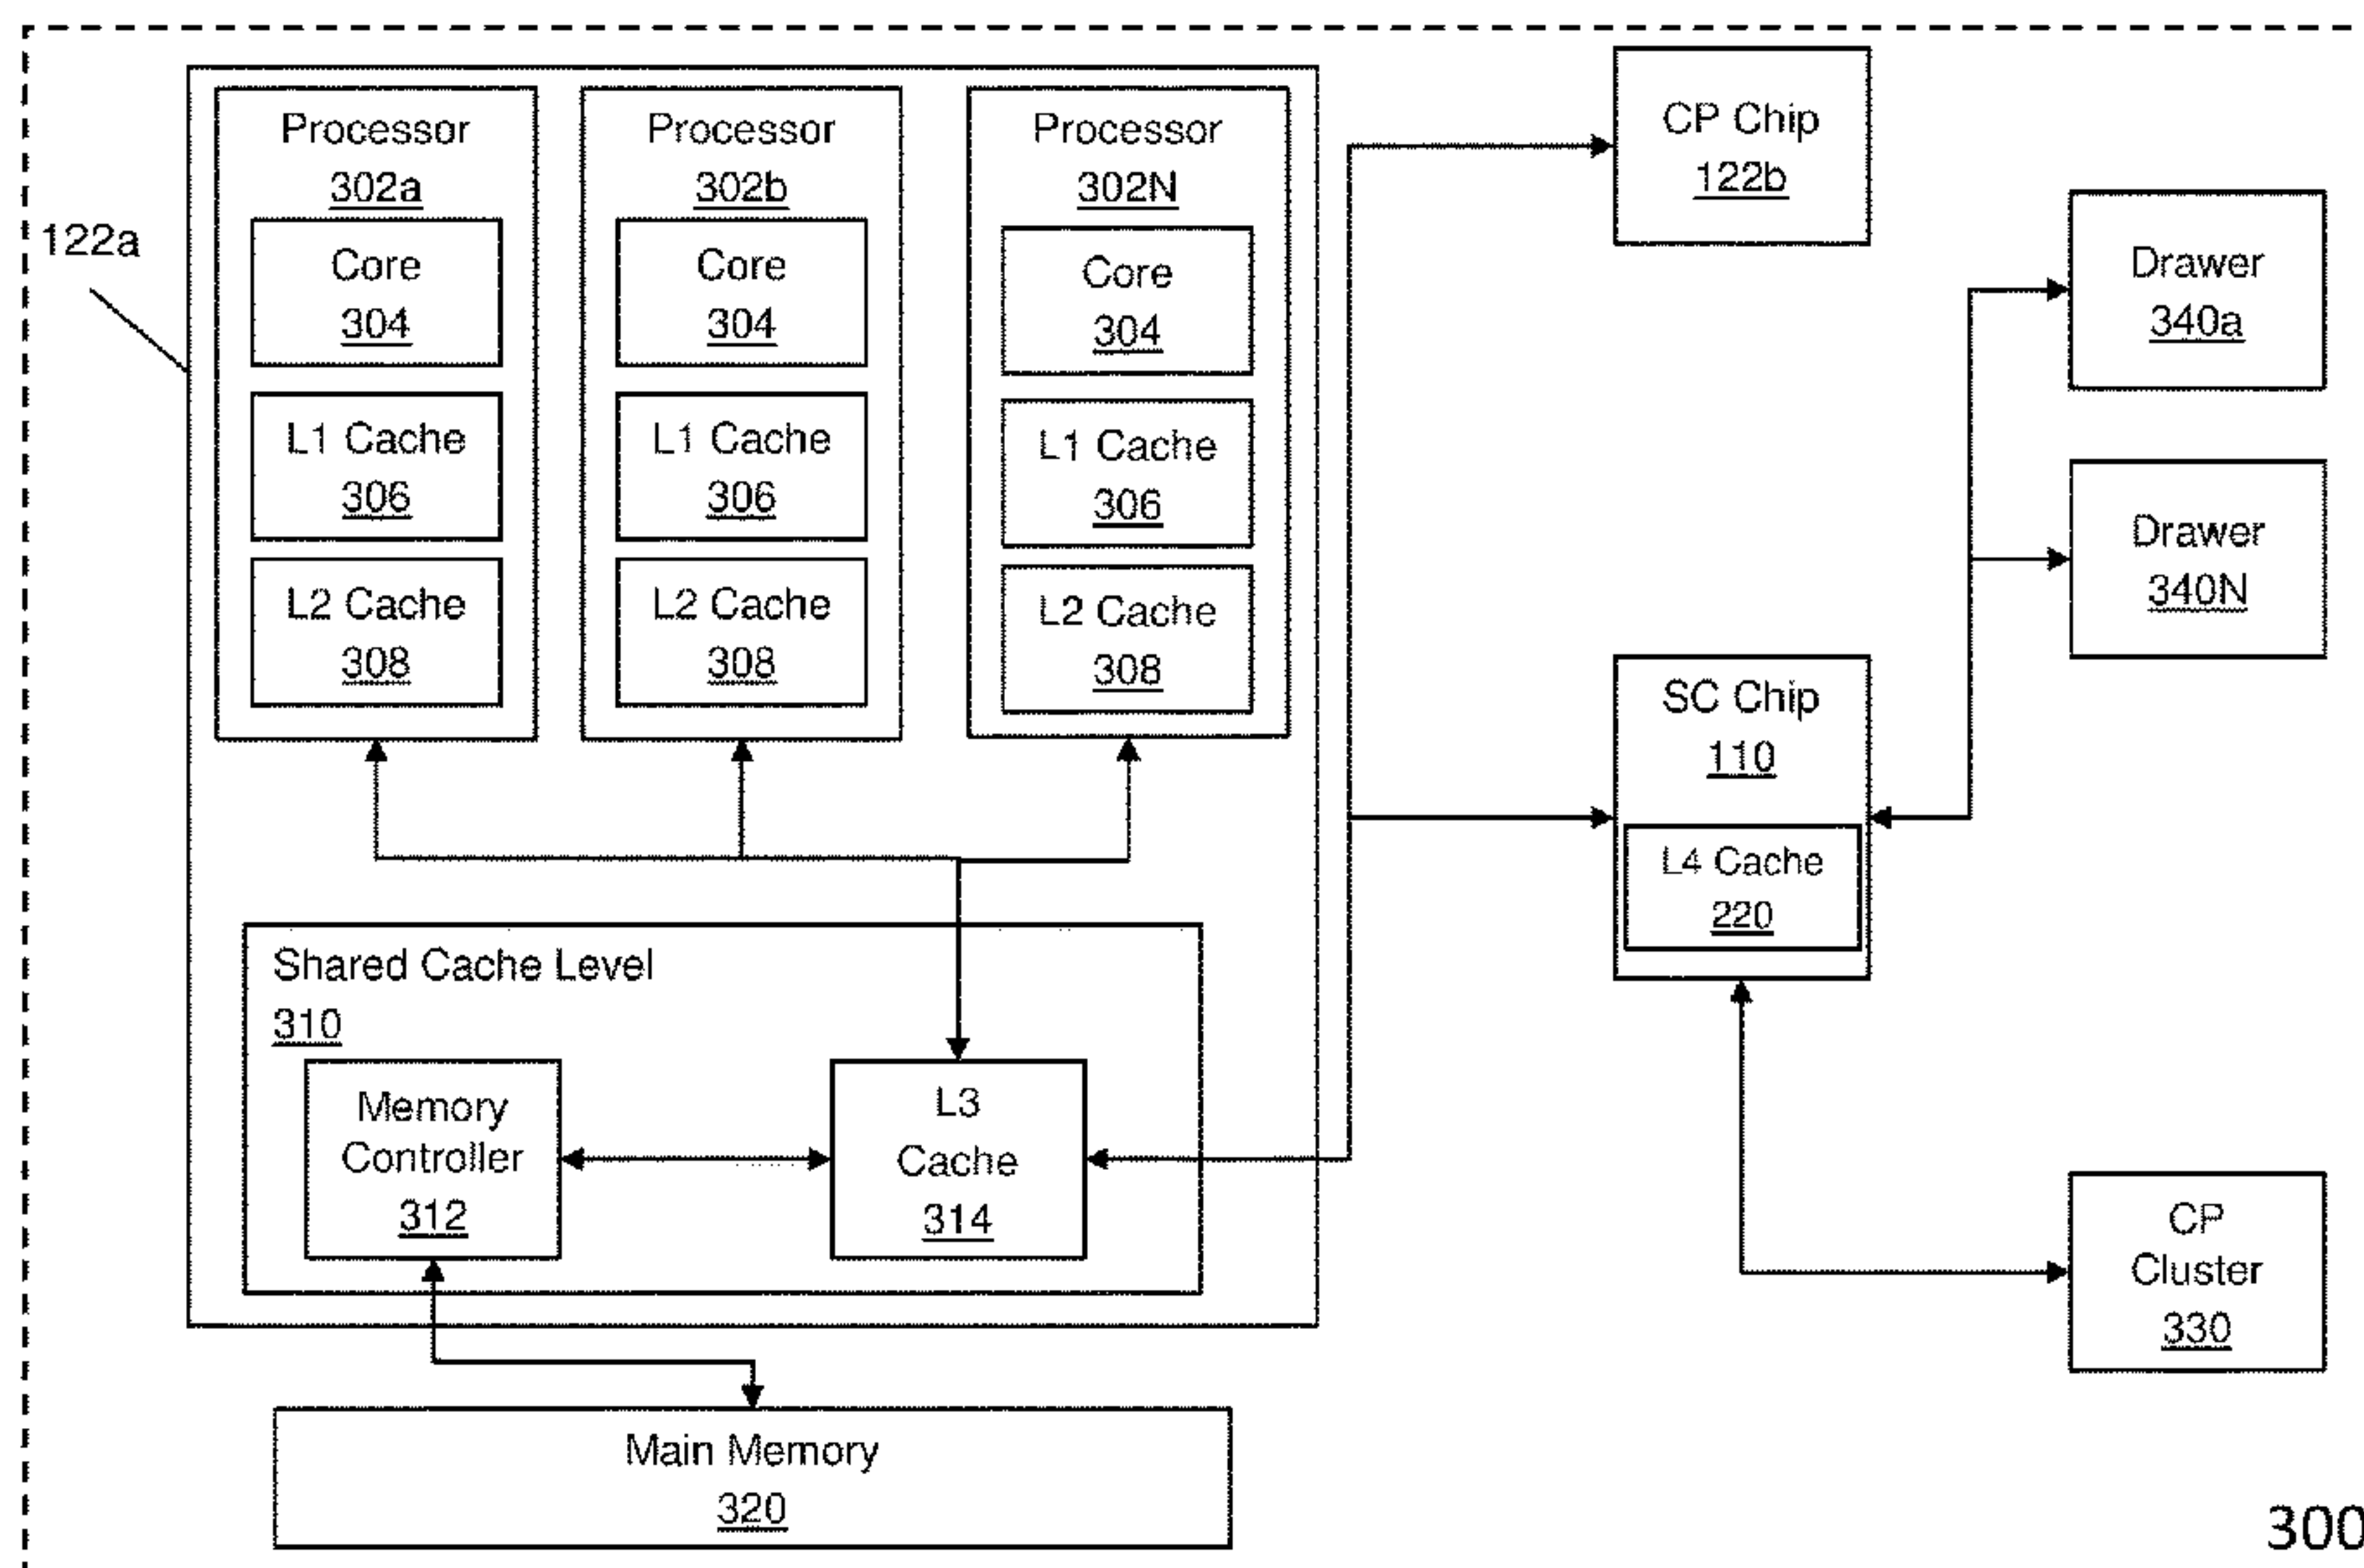 122a
Processor
302a
Core
304
L1 Cache
306
L2 Cache
308
Processor
302b
Core
304
L1 Cache
306
L2 Cache
308
Processor
302N
Core
304
L1 Cache
306
L2 Cache
308
Shared Cache Level
310
Memory
Controller
312
L3
Cache
314
Main Memory
320
CP Chip
122b
SC Chip
110
L4 Cache
220
Drawer
340a
Drawer
340N
CP
Cluster
330
300